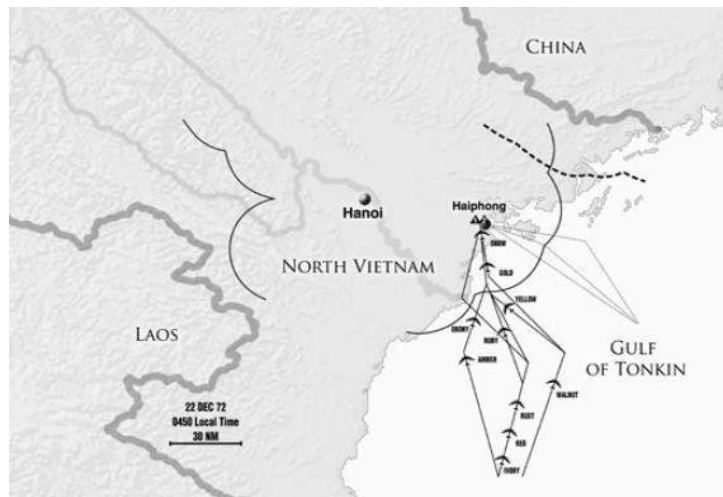 CHINA
Haiphong
Hanoi
SNOW
NORTH VIETNAM
GOLD
YELLOW
EBONY
RUBY
LAOS
GULF
OF TONKIN
AMBER
WALNUT
22 DEC 72
0450 Local Time
30 NM
RUST
RED
IVORY